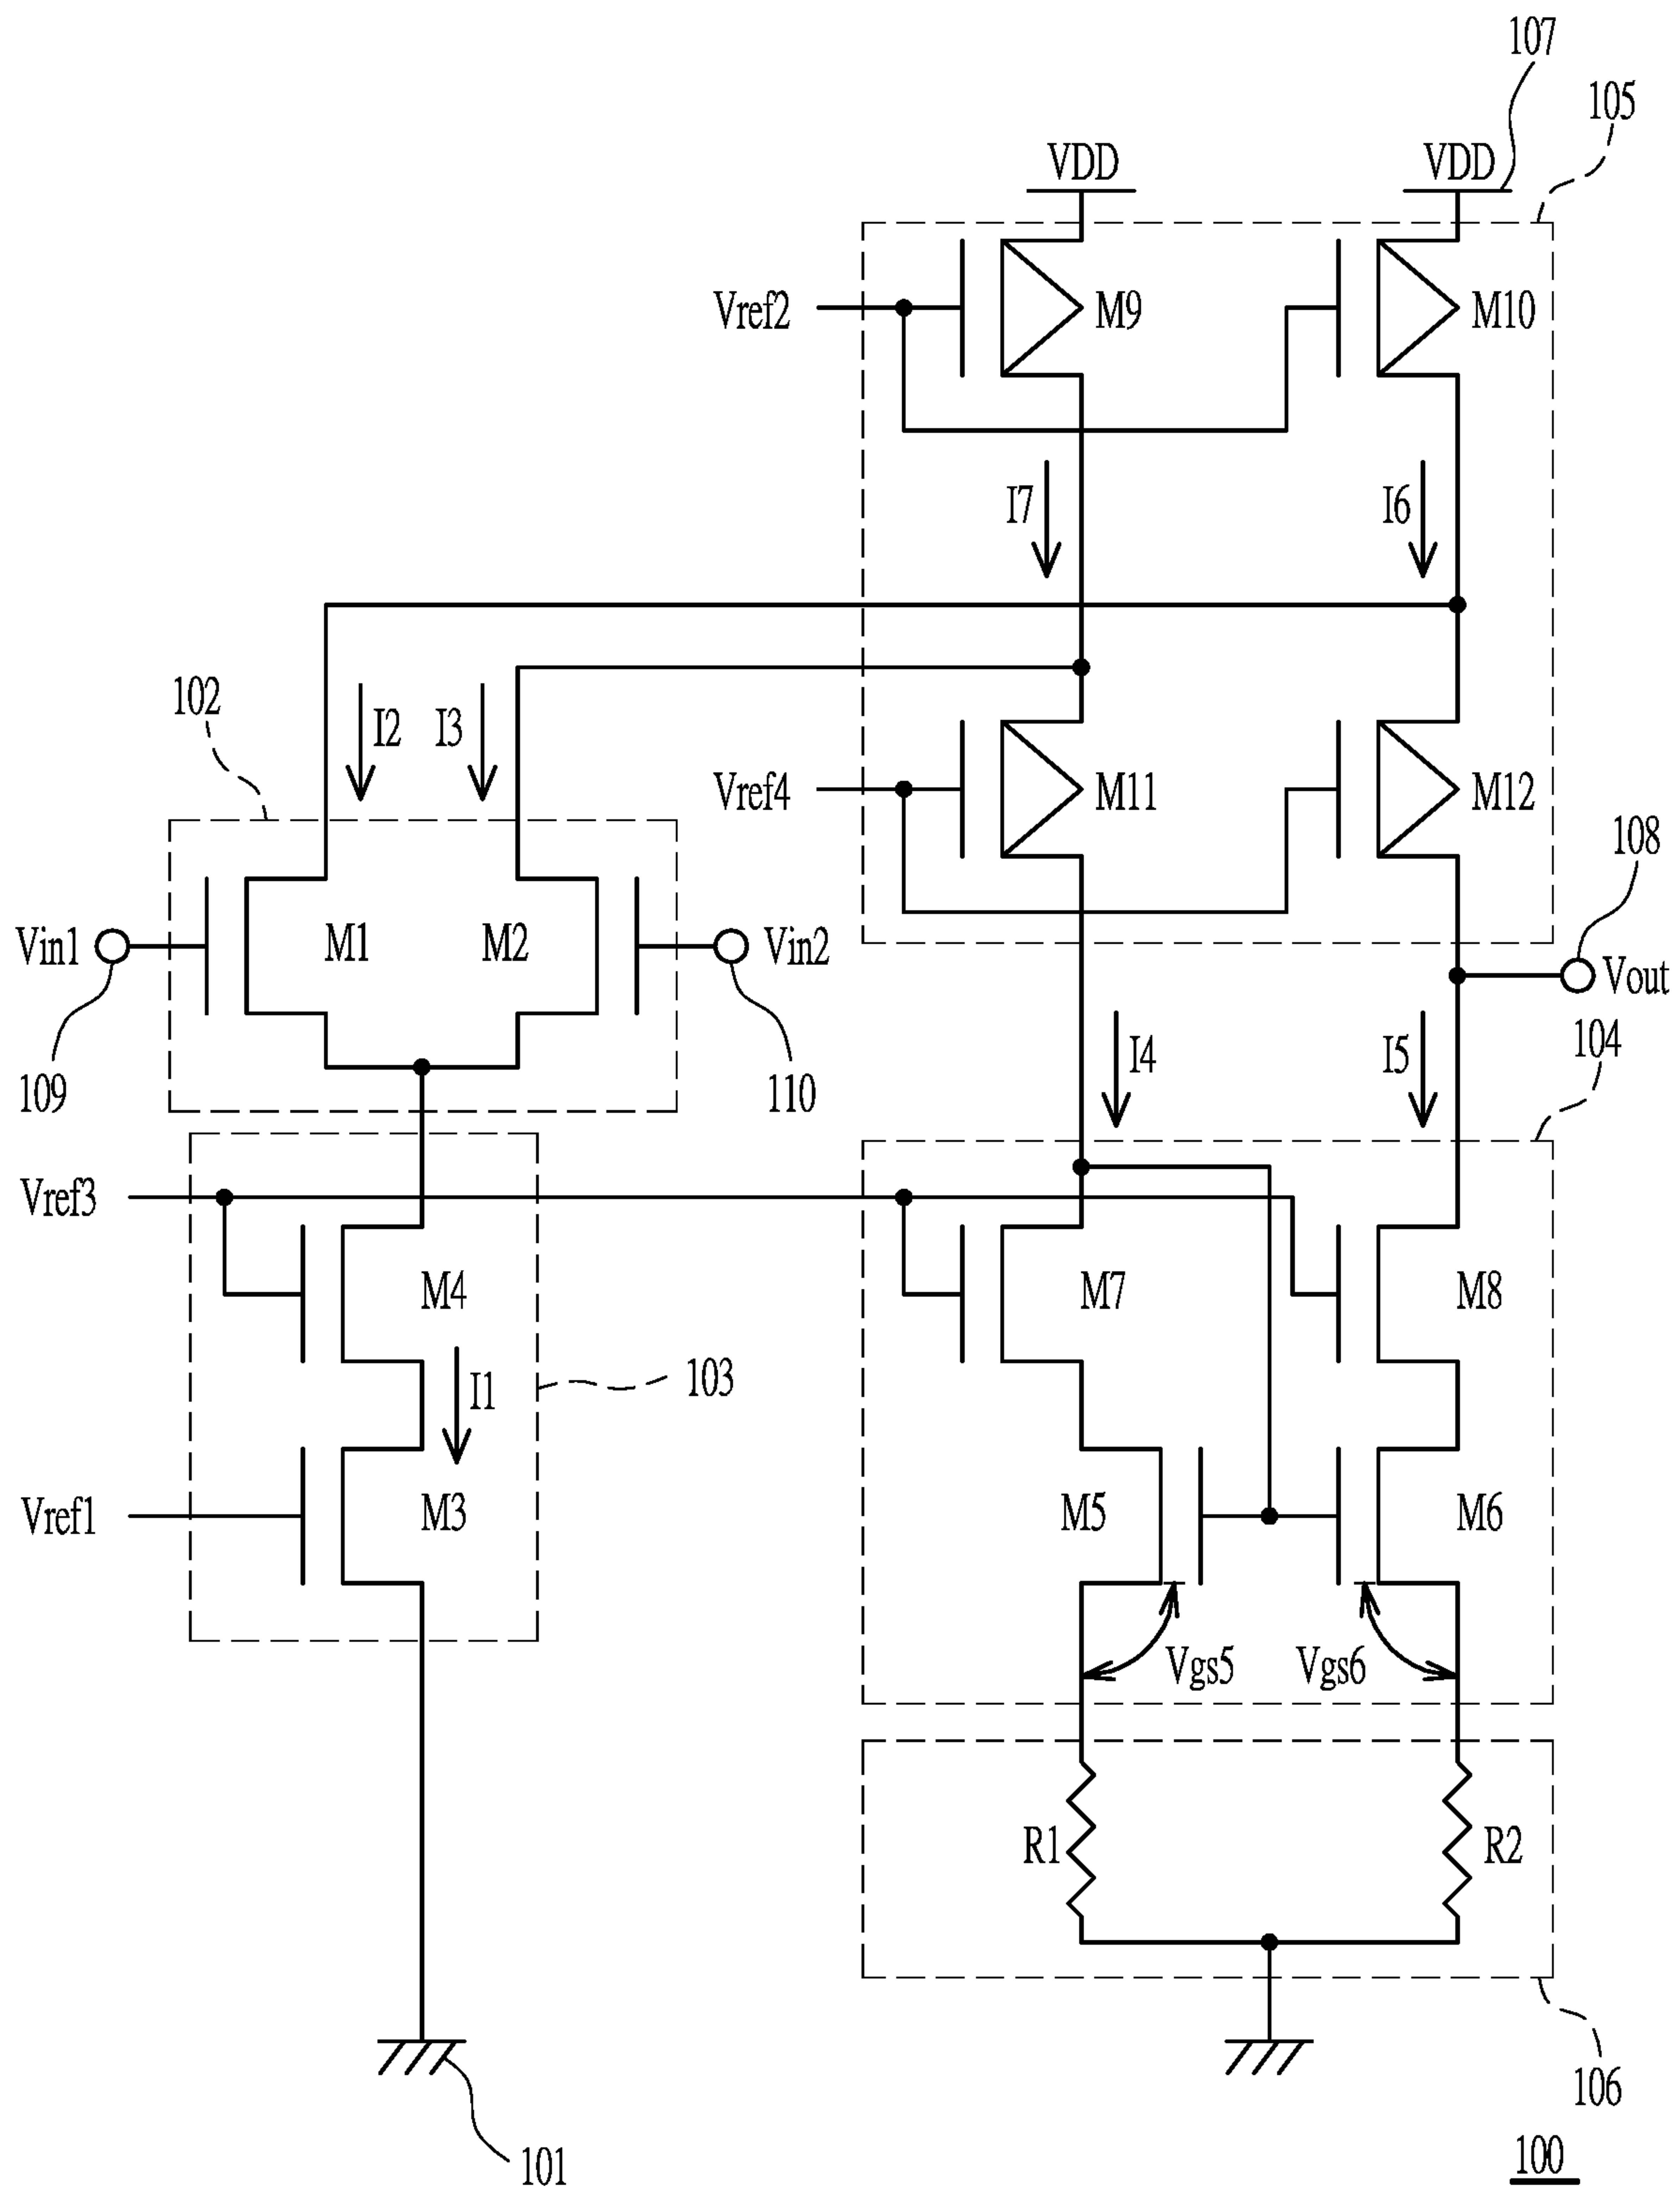 107
105
VDD
VDD
Vref2
M9
M10
I7
I6
102
I2
I3
Vref4
M11
M12
108
Vin1
M1
M2
Vin2
Vout
109
110
I4
I5
104
Vref3
M4
M7
M8
103
I1
Vref1
M3
M5
M6
Vgs5
Vgs6
R1
R2
106
101
100